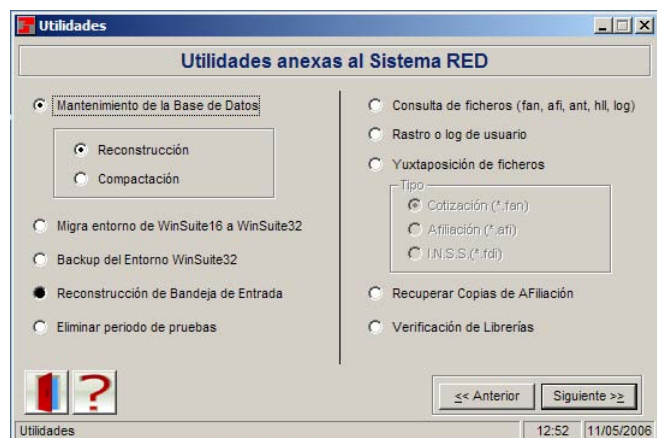 Utilidades
Utilidades anexas al Sistema RED
Mantenimiento de la Base de Datos
Reconstrucción
Compactación
Migra entorno de WinSuite16 a WinSuite32
Backup del Entorno WinSuite32
Reconstrucción de Bandeja de Entrada
Eliminar periodo de pruebas
Consulta de ficheros (fan, afi, ant, hll, log)
Rastro o log de usuario
Yuxtaposición de ficheros
Tipo
Cotización (*.fan)
Afiliación (*.afi)
I.N.S.S.(*.fdi)
Recuperar Copias de AFiliación
Verificación de Librerías
<< Anterior
Siguiente >>
Utilidades
12:52
11/05/2006